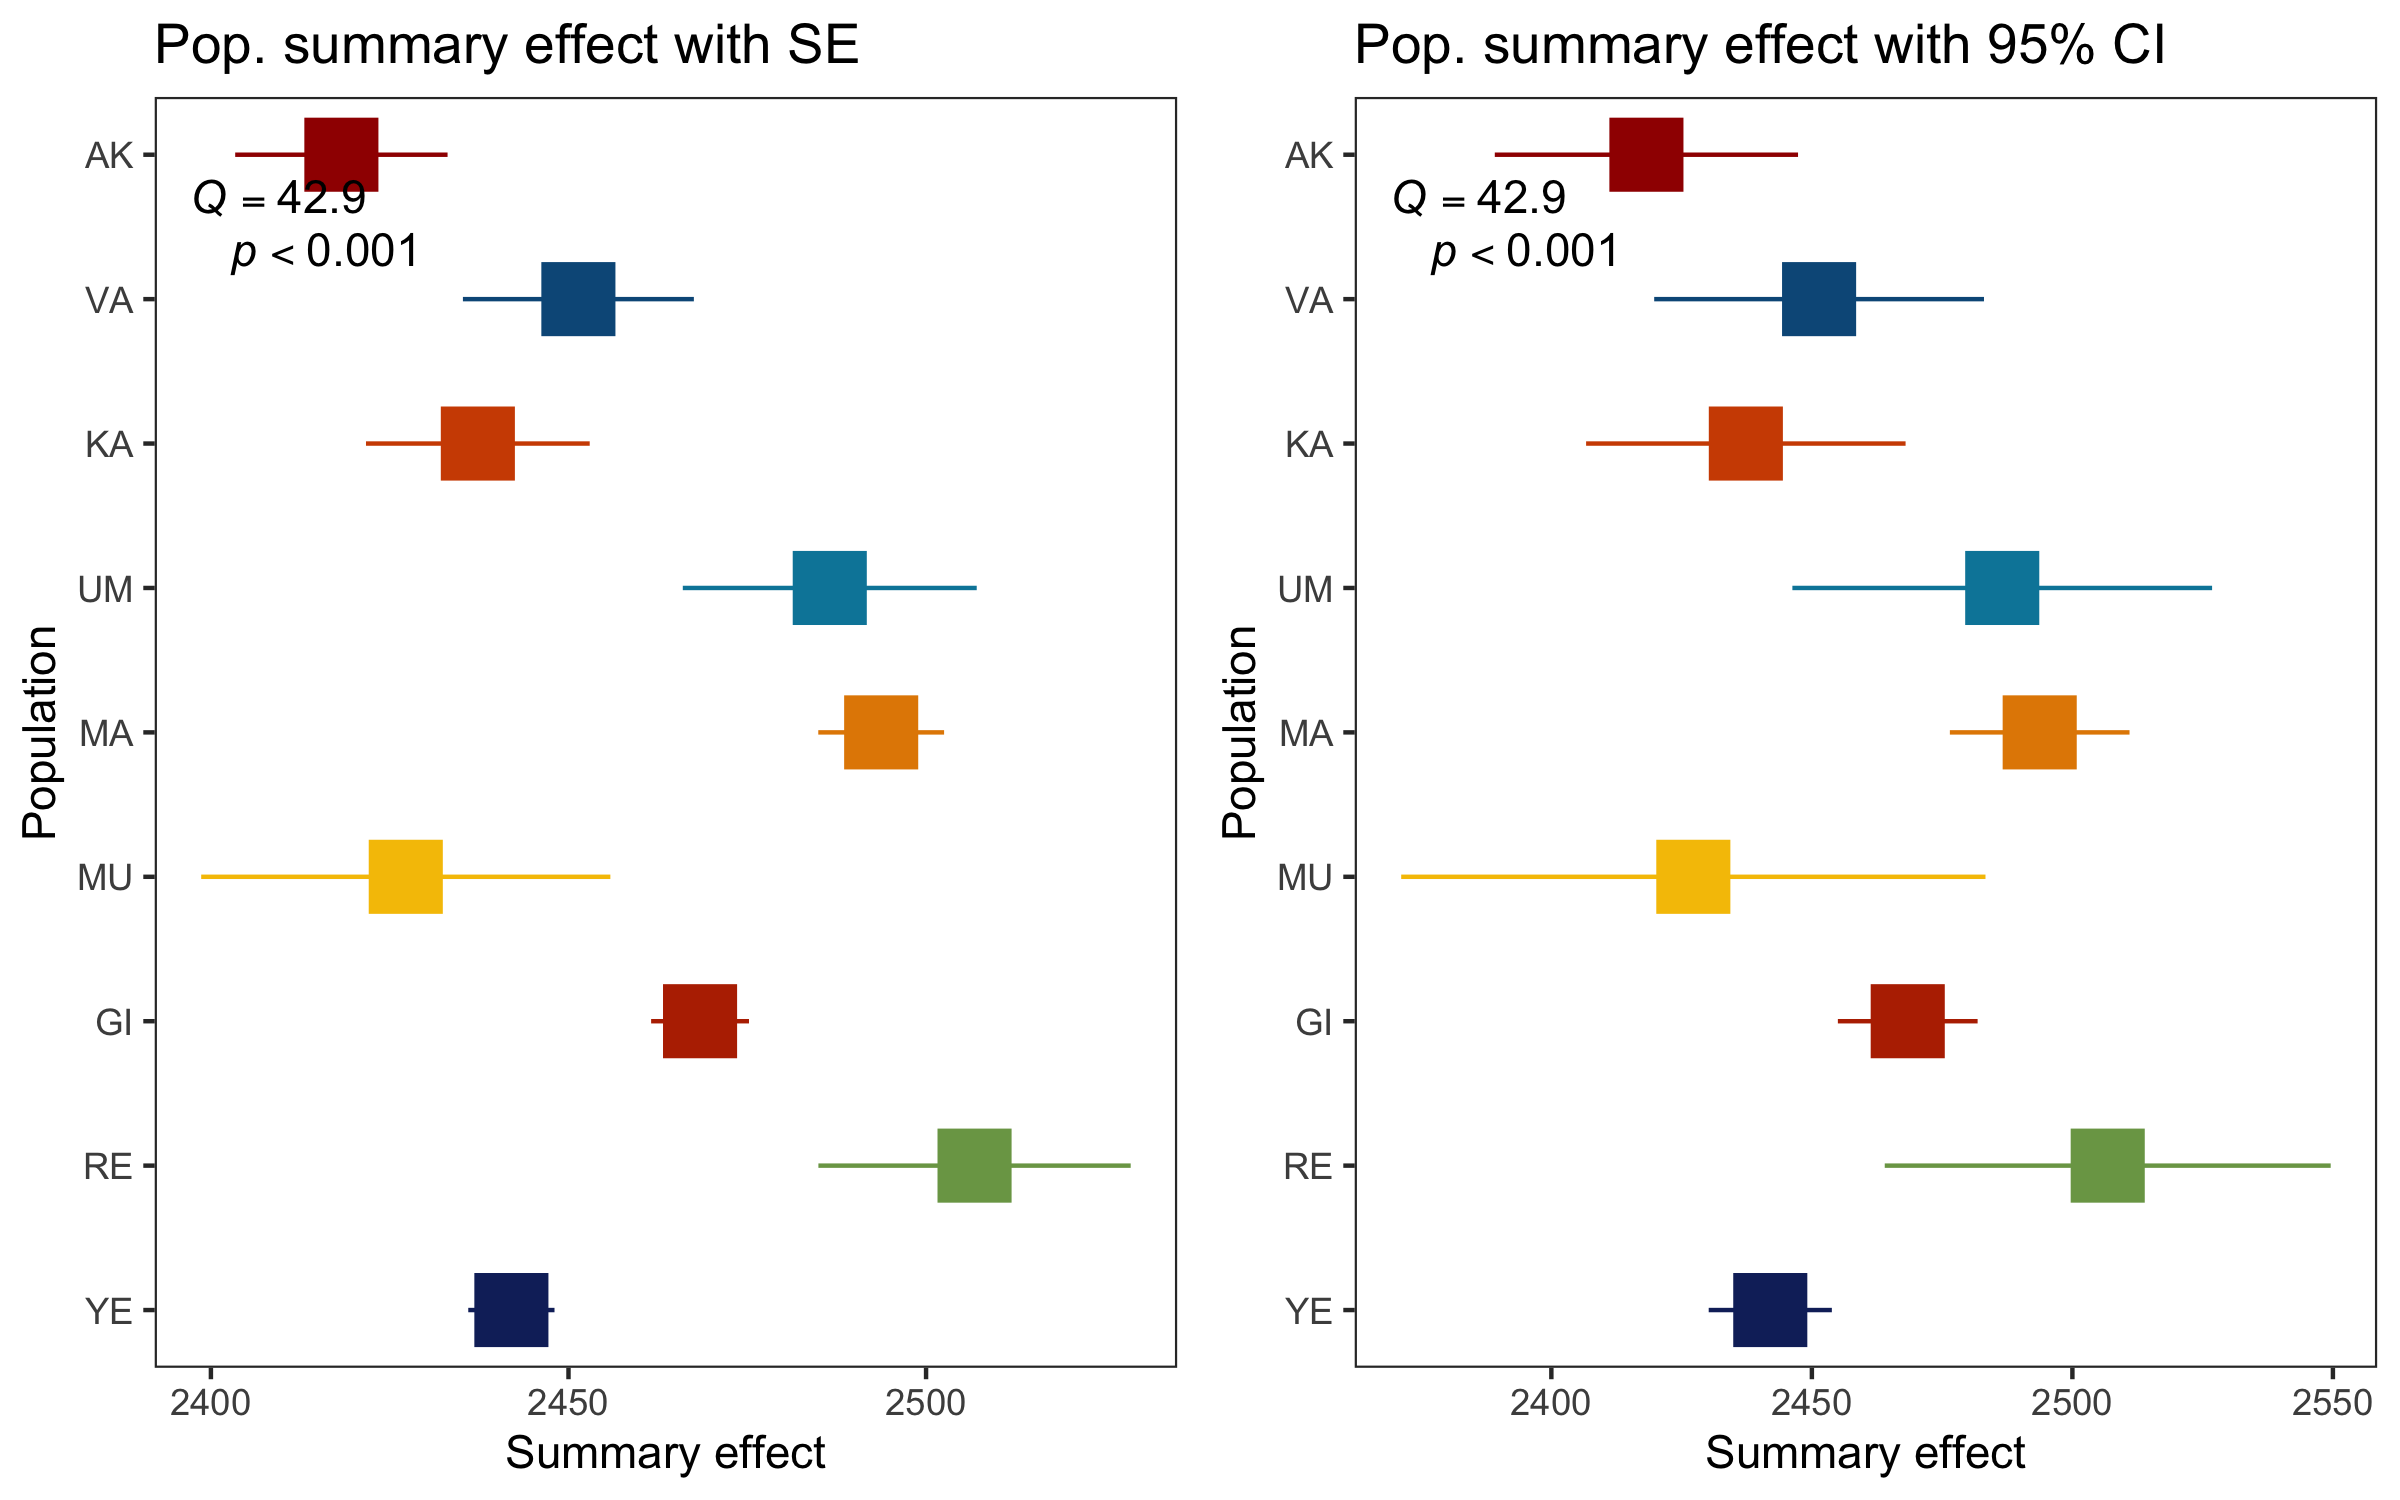 Pop. summary effect with SE
AK
Q = 42.9
p < 0.001
VA
KA
UM
MA
MU
GI
RE
YE
Population
2400 2450 2500
Summary effect
Pop. summary effect with 95% CI
AK
Q = 42.9
p < 0.001
VA
KA
UM
MA
MU
GI
RE
YE
Population
2400 2450 2500 2550
Summary effect